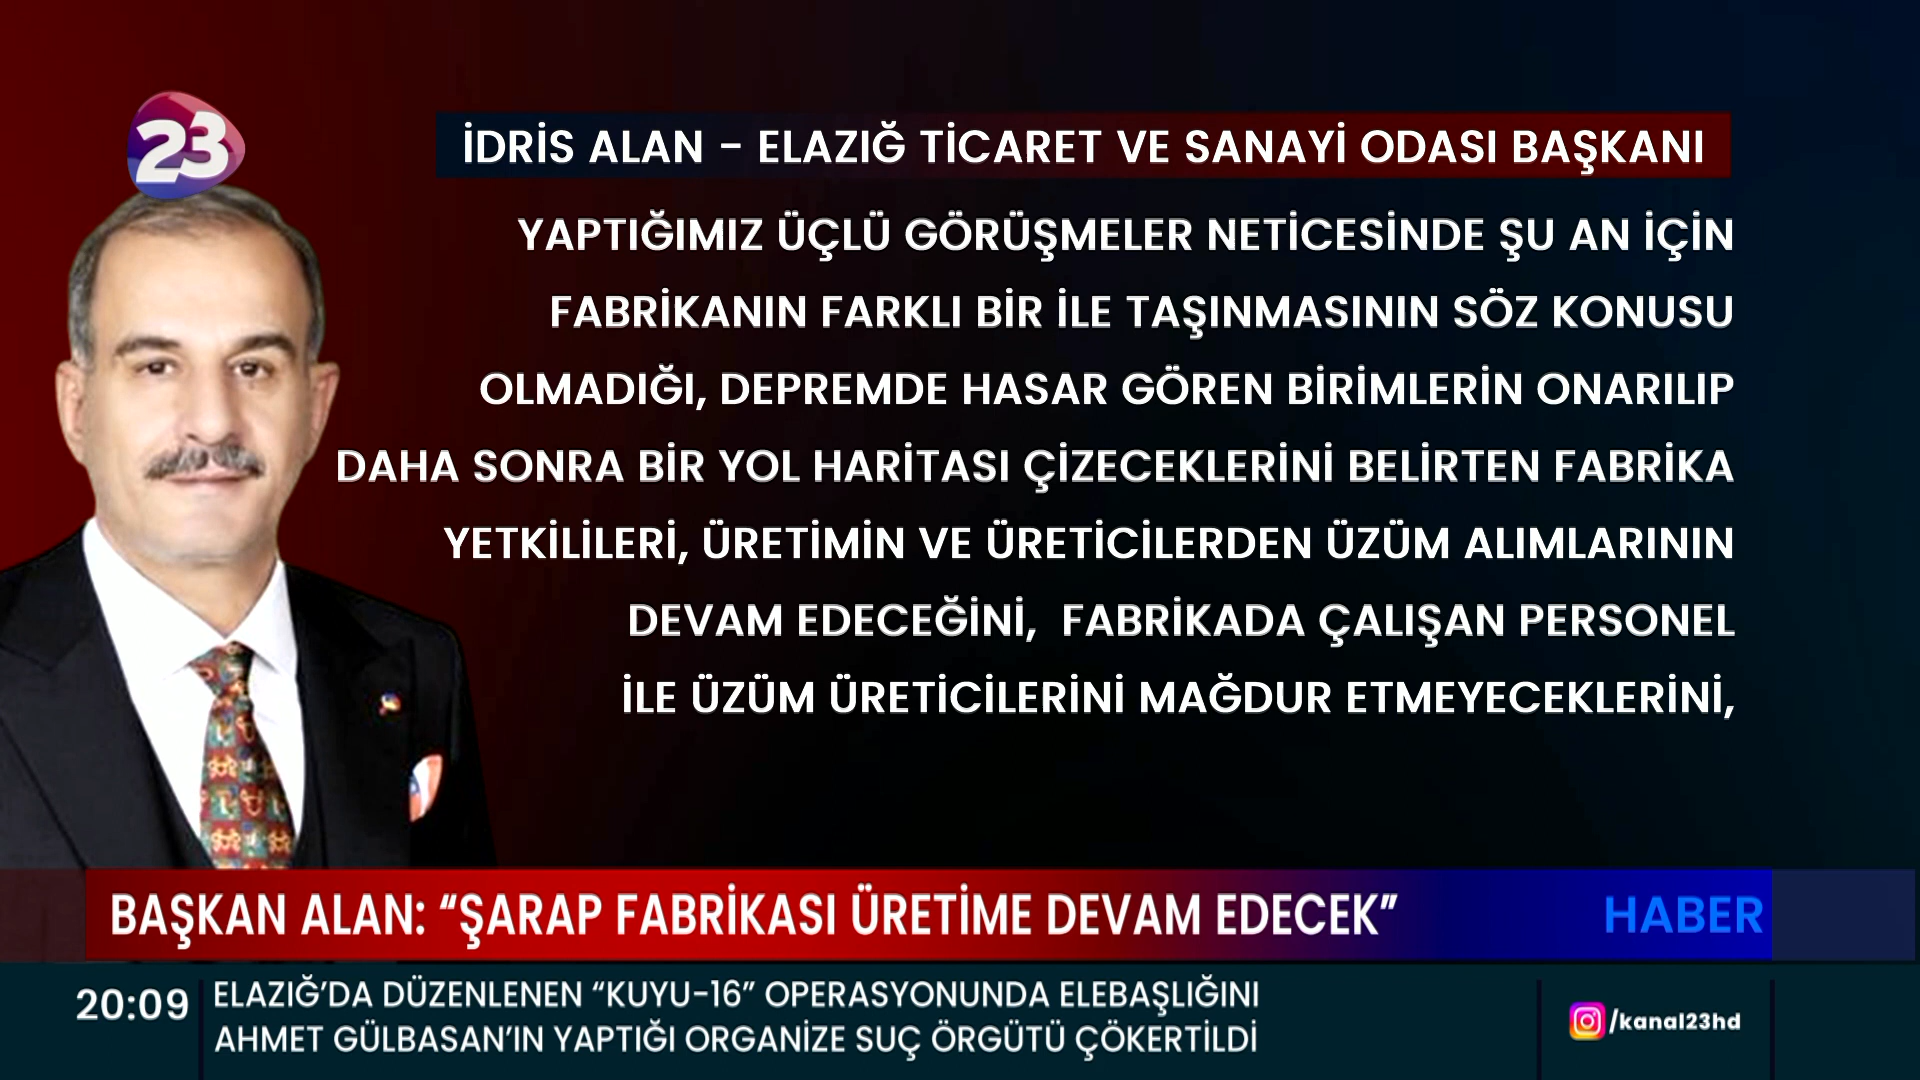 23
İDRİS ALAN - ELAZIĞ TİCARET VE SANAYİ ODASI BAŞKANI
YAPTIĞIMIZ ÜÇLÜ GÖRÜŞMELER NETİCESİNDE ŞU AN İÇİN
FABRİKANIN FARKLI BİR İLE TAŞINMASININ SÖZ KONUSU
OLMADIĞI, DEPREMDE HASAR GÖREN BİRİMLERİN ONARILIP
DAHA SONRA BİR YOL HARİTASI ÇİZECEKLERİNİ BELİRTEN FABRİKA
YETKİLİLERİ, ÜRETİMİN VE ÜRETİCİLERDEN ÜZÜM ALIMLARININ
DEVAM EDECEĞİNİ, FABRİKADA ÇALIŞAN PERSONEL
İLE ÜZÜM ÜRETİCİLERİNİ MAĞDUR ETMEYECEKLERİNİ,
BAŞKAN ALAN: “ŞARAP FABRİKASI ÜRETİME DEVAM EDECEK”
HABER
20:09
ELAZIĞ’DA DÜZENLENEN “KUYU-16” OPERASYONUNDA ELEBAŞLIĞINI
AHMET GÜLBASAN’IN YAPTIĞI ORGANİZE SUÇ ÖRGÜTÜ ÇÖKERTİLDİ
/kanal23hd